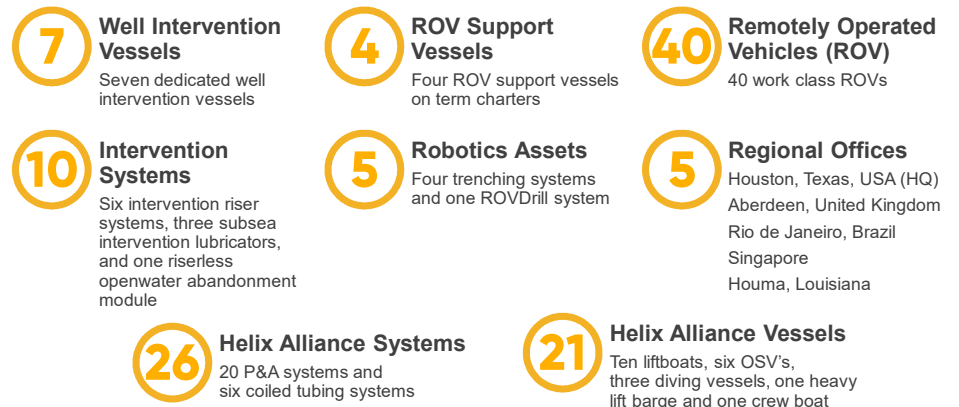 7
Well Intervention
Vessels
Seven dedicated well
intervention vessels
4
ROV Support
Vessels
Four ROV support vessels
on term charters
40
Remotely Operated
Vehicles (ROV)
40 work class ROVs
10
Intervention
Systems
Six intervention riser
systems, three subsea
intervention lubricators,
and one riserless
openwater abandonment
module
5
Robotics Assets
Four trenching systems
and one ROVDrill system
5
Regional Offices
Houston, Texas, USA (HQ)
Aberdeen, United Kingdom
Rio de Janeiro, Brazil
Singapore
Houma, Louisiana
26
Helix Alliance Systems
20 P&A systems and
six coiled tubing systems
21
Helix Alliance Vessels
Ten liftboats, six OSV's,
three diving vessels, one heavy
lift barge and one crew boat